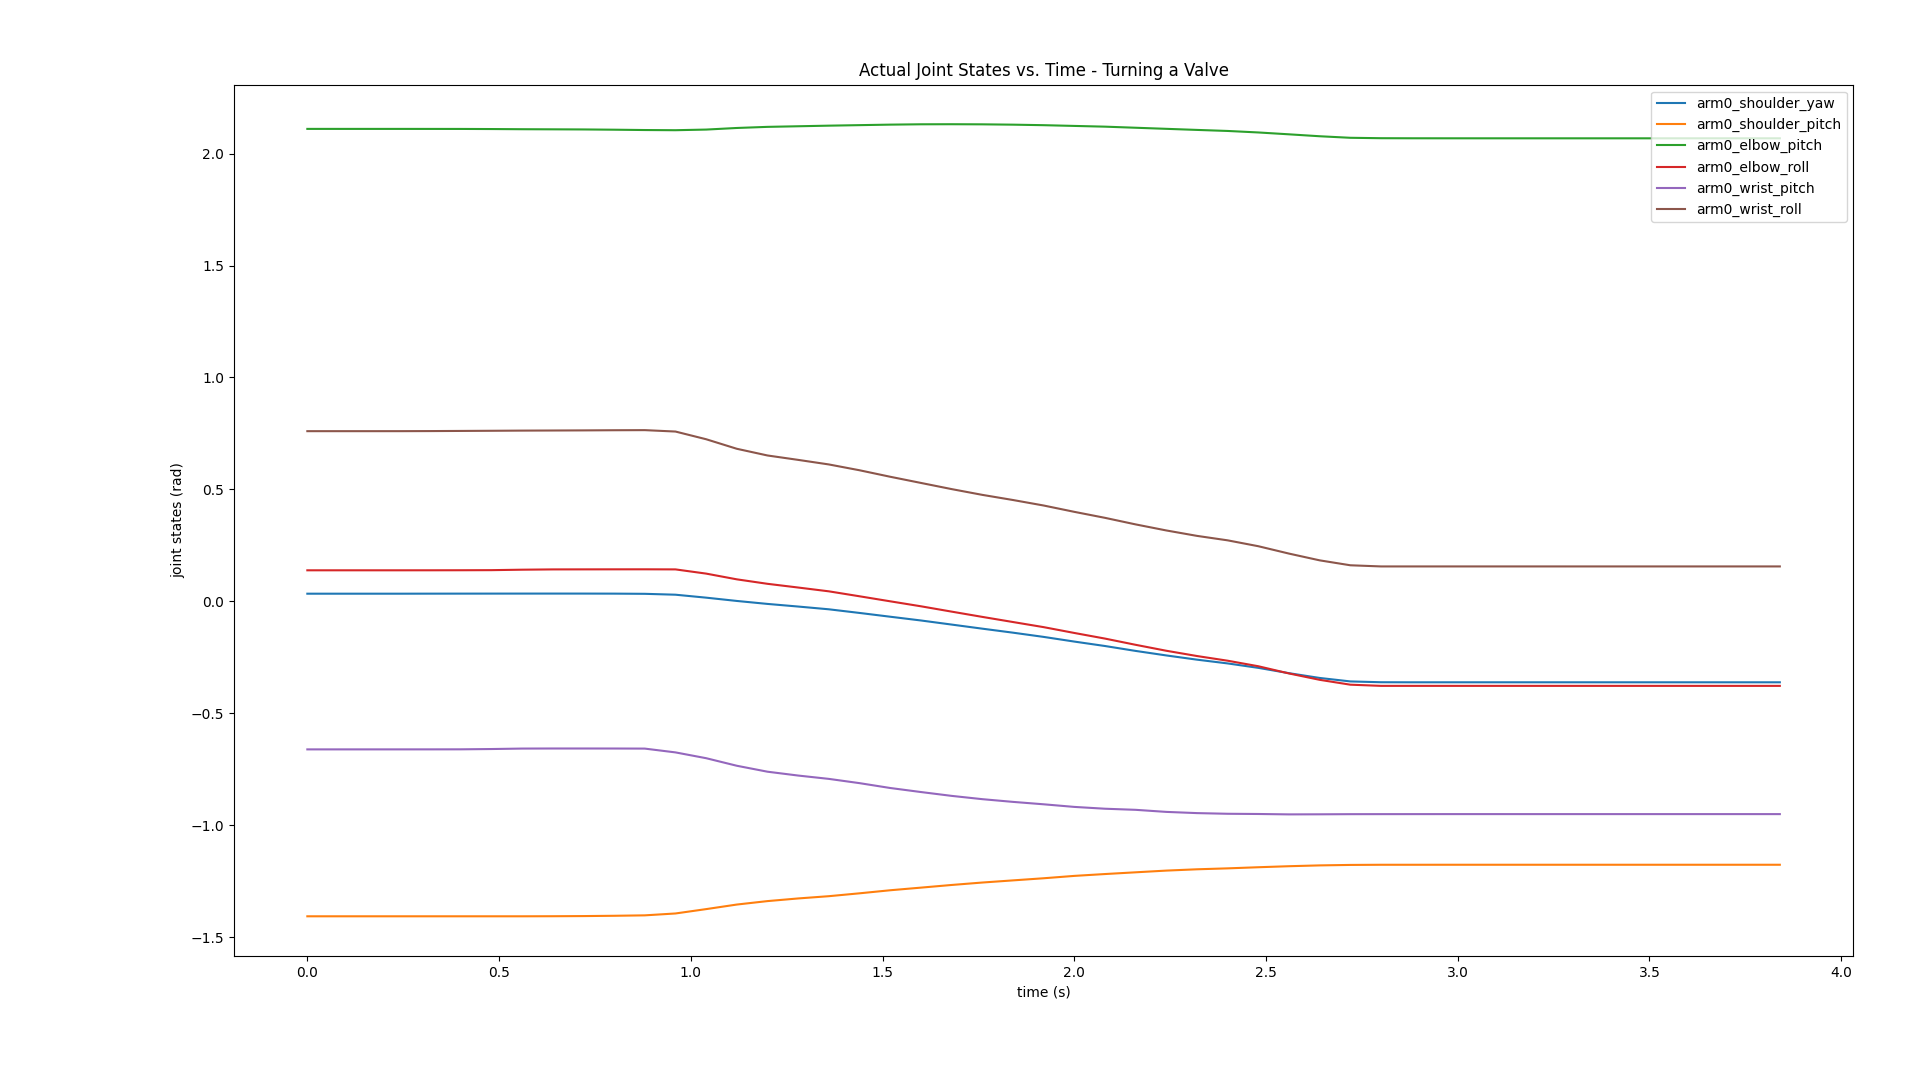 Actual Joint States vs. Time - Turning a Valve
arm0_shoulder_yaw
arm0_shoulder_pitch
arm0_elbow_pitch
arm0_elbow_roll
arm0_wrist_pitch
arm0_wrist_roll
joint states (rad)
2.0
1.5
1.0
0.5
0.0
−0.5
−1.0
−1.5
0.0 0.5 1.0 1.5 2.0 2.5 3.0 3.5 4.0
time (s)